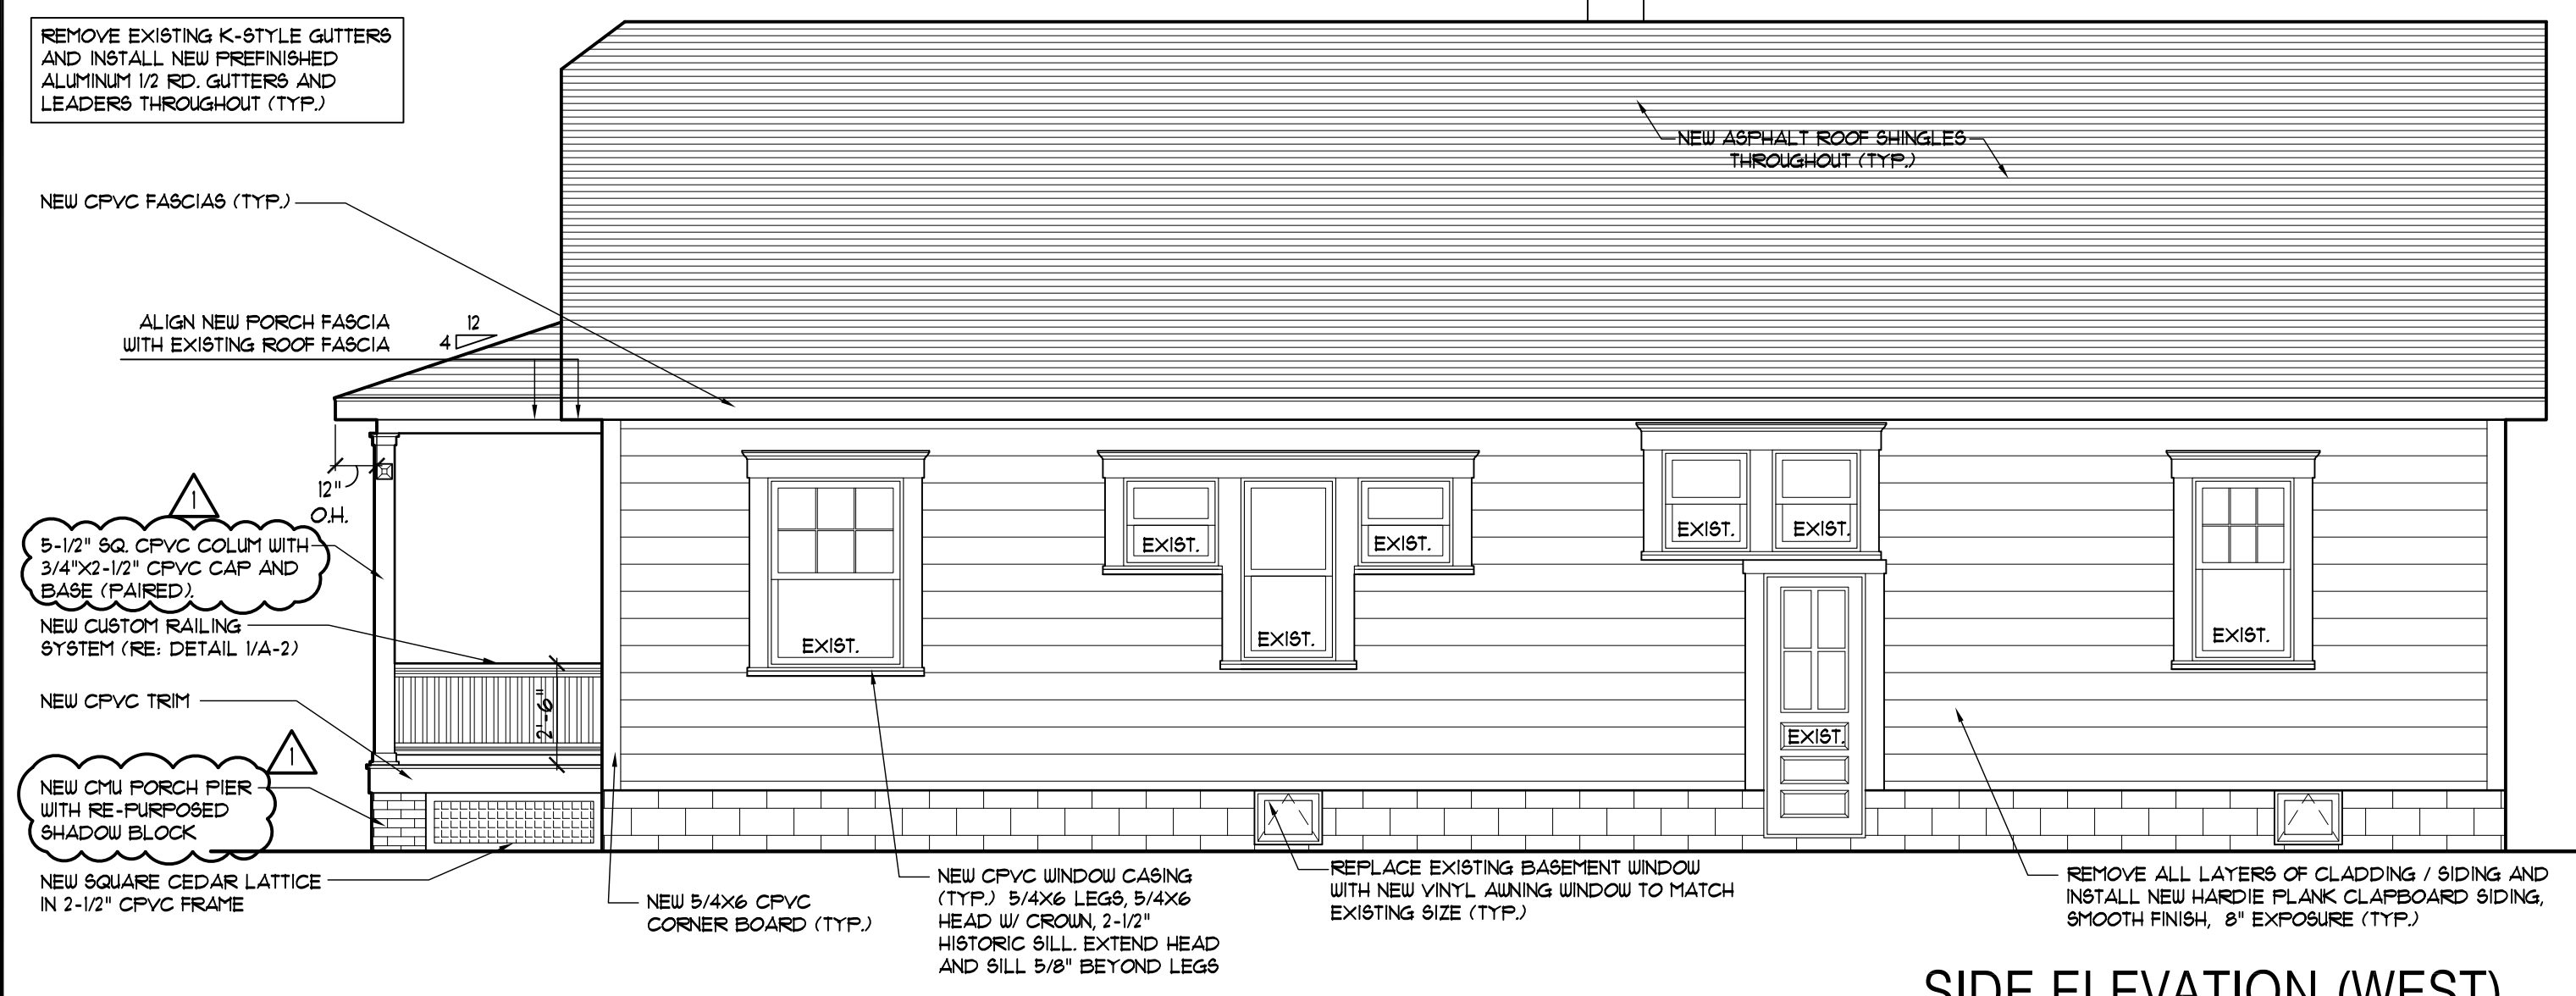 REMOVE EXISTING K-STYLE GUTTERS
AND INSTALL NEW PREFINISHED
ALUMINUM 1/2 RD. GUTTERS AND
LEADERS THROUGHOUT (TYP.)
NEW ASPHALT ROOF SHINGLES
THROUGHOUT (TYP.)
NEW CPVC FASCIAS (TYP.)
ALIGN NEW PORCH FASCIA
WITH EXISTING ROOF FASCIA
12
4
12"
O.H.
1
5-1/2" SQ. CPVC COLUM WITH
3/4"X2-1/2" CPVC CAP AND
BASE (PAIRED).
NEW CUSTOM RAILING
SYSTEM (RE: DETAIL 1/A-2)
2'-6"
NEW CPVC TRIM
1
NEW CMU PORCH PIER
WITH RE-PURPOSED
SHADOW BLOCK
NEW SQUARE CEDAR LATTICE
IN 2-1/2" CPVC FRAME
EXIST.
EXIST.
EXIST.
EXIST.
EXIST.
EXIST.
EXIST.
EXIST.
NEW 5/4X6 CPVC
CORNER BOARD (TYP.)
NEW CPVC WINDOW CASING
(TYP.) 5/4X6 LEGS, 5/4X6
HEAD W/ CROWN, 2-1/2"
HISTORIC SILL. EXTEND HEAD
AND SILL 5/8" BEYOND LEGS
REPLACE EXISTING BASEMENT WINDOW
WITH NEW VINYL AWNING WINDOW TO MATCH
EXISTING SIZE (TYP.)
REMOVE ALL LAYERS OF CLADDING / SIDING AND
INSTALL NEW HARDIE PLANK CLAPBOARD SIDING,
SMOOTH FINISH, 8" EXPOSURE (TYP.)
SIDE ELEVATION (WEST)